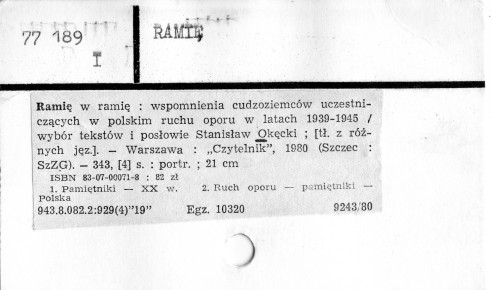 77 189
I
RAMIĘ
Ramię w ramię : wspomnienia cudzoziemców uczestni-
czących w polskim ruchu oporu w latach 1939-1945 /
wybór tekstów i posłowie Stanisław Okęcki ; [tł. z róż-
nych jęz.]. — Warszawa : „Czytelnik”, 1980 (Szczec :
SzZG). — 343, [4] s. : portr. ; 21 cm
ISBN 83-07-00071-8 : 82 zł
1. Pamiętniki — XX w. 2. Ruch oporu — pamiętniki —
Polska
943.8.082.2:929(4)"19" Egz. 10320 9243/80